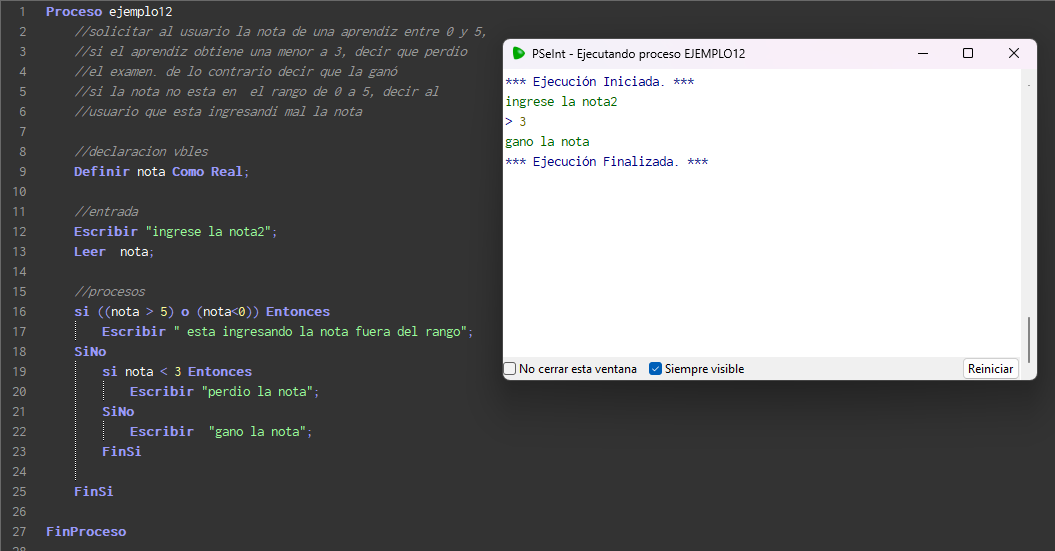 1 Proceso ejemplo12
2 //solicitar al usuario la nota de una aprendiz entre 0 y 5,
3 //si el aprendiz obtiene una menor a 3, decir que perdio
4 //el examen. de lo contrario decir que la ganó
5 //si la nota no esta en  el rango de 0 a 5, decir al
6 //usuario que esta ingresandi mal la nota
7
8 //declaracion vbles
9 Definir nota Como Real;
10
11 //entrada
12 Escribir "ingrese la nota2";
13 Leer  nota;
14
15 //procesos
16 si ((nota > 5) o (nota<0)) Entonces
17 Escribir " esta ingresando la nota fuera del rango";
18 SiNo
19 si nota < 3 Entonces
20 Escribir "perdio la nota";
21 SiNo
22 Escribir  "gano la nota";
23 FinSi
24
25 FinSi
26
27 FinProceso
28
PSeInt - Ejecutando proceso EJEMPLO12
*** Ejecución Iniciada. ***
ingrese la nota2
> 3
gano la nota
*** Ejecución Finalizada. ***
No cerrar esta ventana Siempre visible Reiniciar